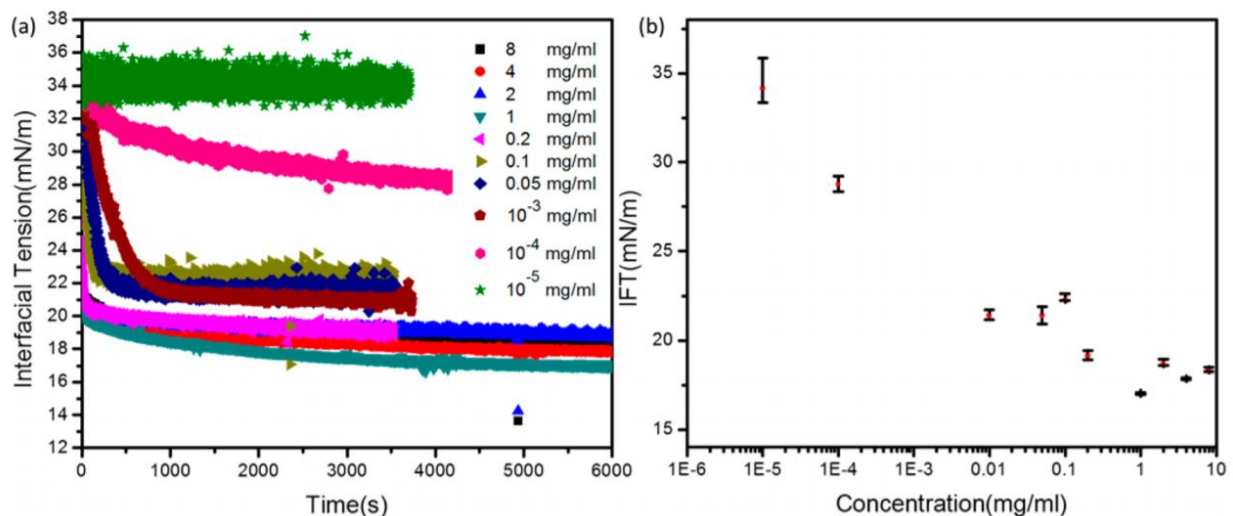 (a)
Interfacial Tension(mN/m)
38
36
34
32
30
28
26
24
22
20
18
16
14
12
0 1000 2000 3000 4000 5000 6000
Time(s)
8 mg/ml
4 mg/ml
2 mg/ml
1 mg/ml
0.2 mg/ml
0.1 mg/ml
0.05 mg/ml
10⁻³ mg/ml
10⁻⁴ mg/ml
10⁻⁵ mg/ml
(b)
IFT(mN/m)
35
30
25
20
15
1E-6 1E-5 1E-4 1E-3 0.01 0.1 1 10
Concentration(mg/ml)